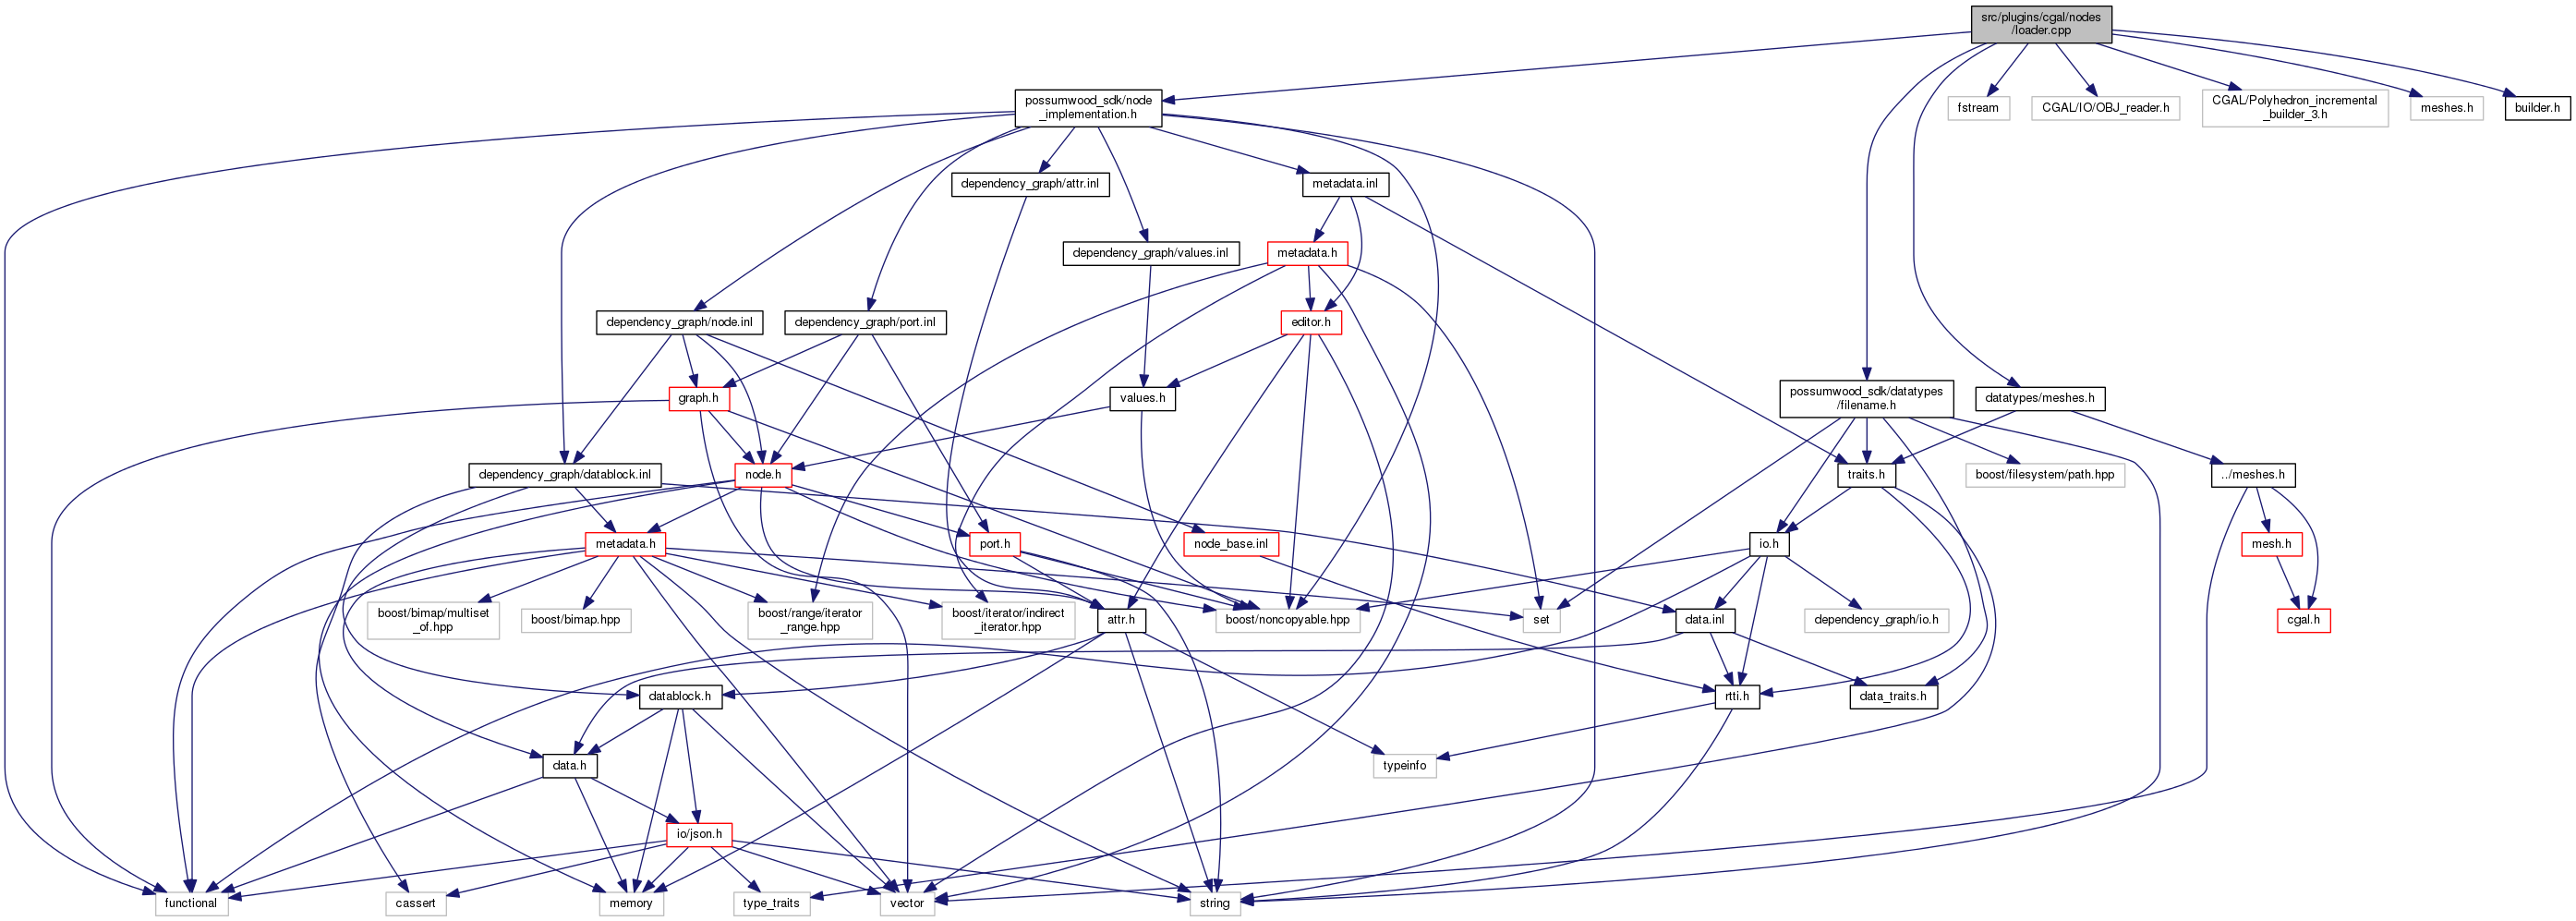 src/plugins/cgal/nodes
/loader.cpp
possumwood_sdk/node
_implementation.h
fstream
CGAL/IO/OBJ_reader.h
CGAL/Polyhedron_incremental
_builder_3.h
meshes.h
builder.h
dependency_graph/attr.inl
metadata.inl
dependency_graph/values.inl
metadata.h
dependency_graph/node.inl
dependency_graph/port.inl
editor.h
graph.h
values.h
possumwood_sdk/datatypes
/filename.h
datatypes/meshes.h
dependency_graph/datablock.inl
node.h
traits.h
boost/filesystem/path.hpp
../meshes.h
metadata.h
port.h
node_base.inl
io.h
mesh.h
boost/bimap/multiset
_of.hpp
boost/bimap.hpp
boost/range/iterator
_range.hpp
boost/iterator/indirect
_iterator.hpp
attr.h
boost/noncopyable.hpp
set
data.inl
dependency_graph/io.h
cgal.h
datablock.h
rtti.h
data_traits.h
data.h
typeinfo
io/json.h
functional
cassert
memory
type_traits
vector
string